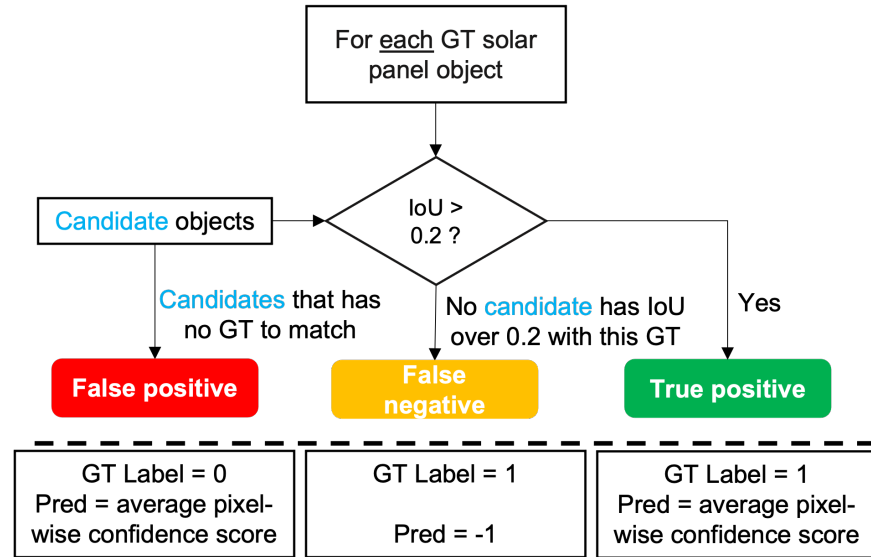 For each GT solar
panel object
Candidate objects
IoU >
0.2 ?
Candidates that has
no GT to match
No candidate has IoU
over 0.2 with this GT
Yes
False positive
False
negative
True positive
GT Label = 0
Pred = average pixel-
wise confidence score
GT Label = 1
Pred = -1
GT Label = 1
Pred = average pixel-
wise confidence score